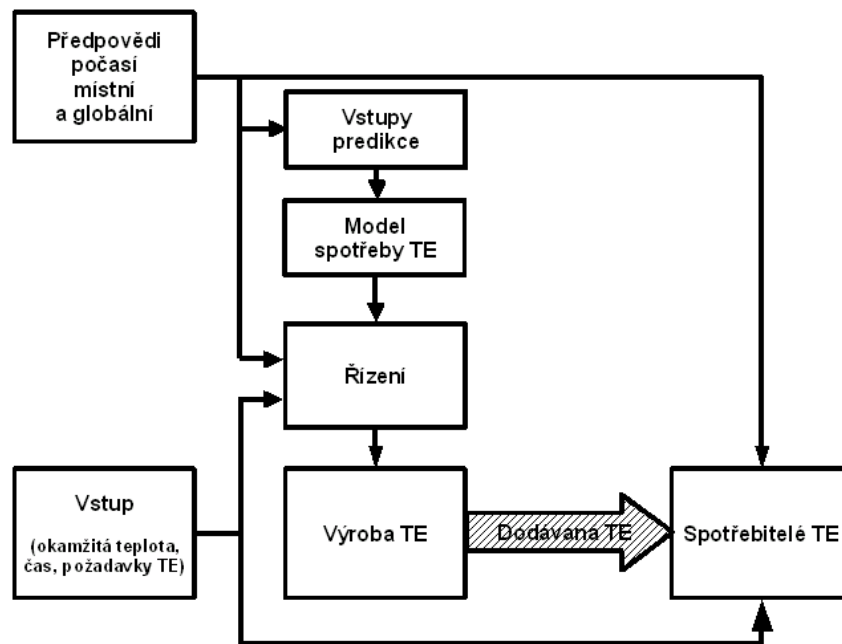 Předpovědi
počasí
místní
a globální
Vstupy
predikce
Model
spotřeby TE
Řízení
Vstup
(okamžitá teplota,
čas, požadavky TE)
Výroba TE
Dodávana TE
Spotřebitelé TE